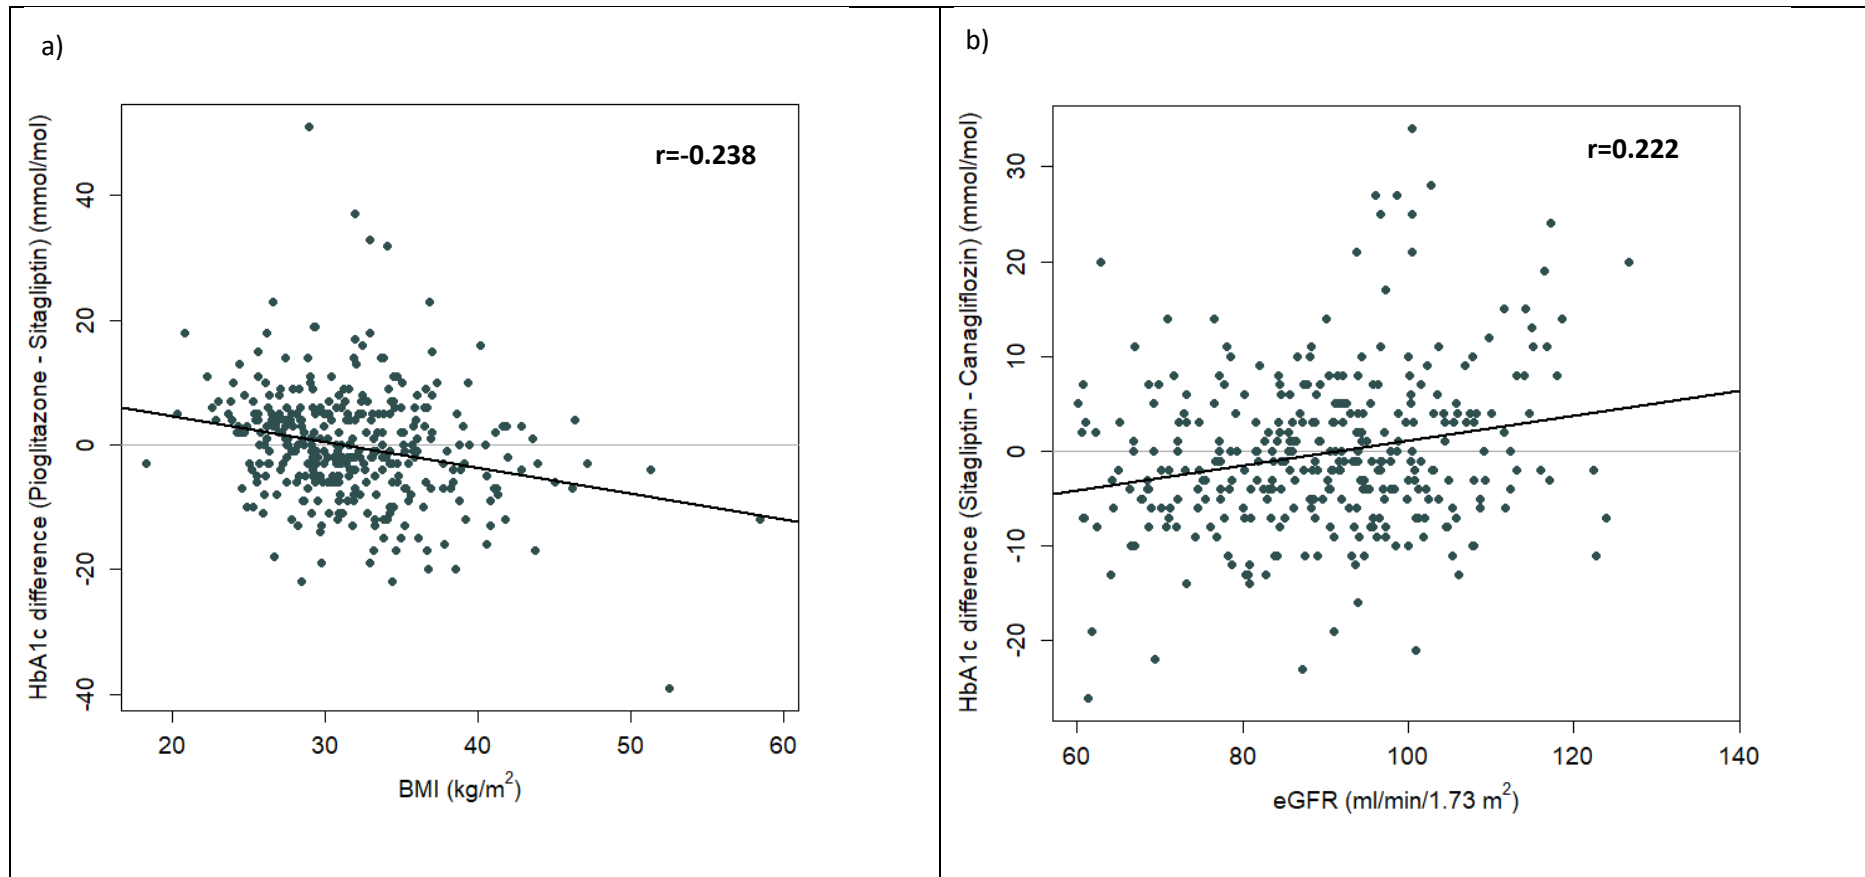 a)
HbA1c difference (Pioglitazone - Sitagliptin) (mmol/mol)
r=-0.238
40
20
0
-20
-40
20 30 40 50 60
BMI (kg/m²)
b)
HbA1c difference (Sitagliptin - Canagliflozin) (mmol/mol)
r=0.222
30
20
10
0
-10
-20
60 80 100 120 140
eGFR (ml/min/1.73 m²)